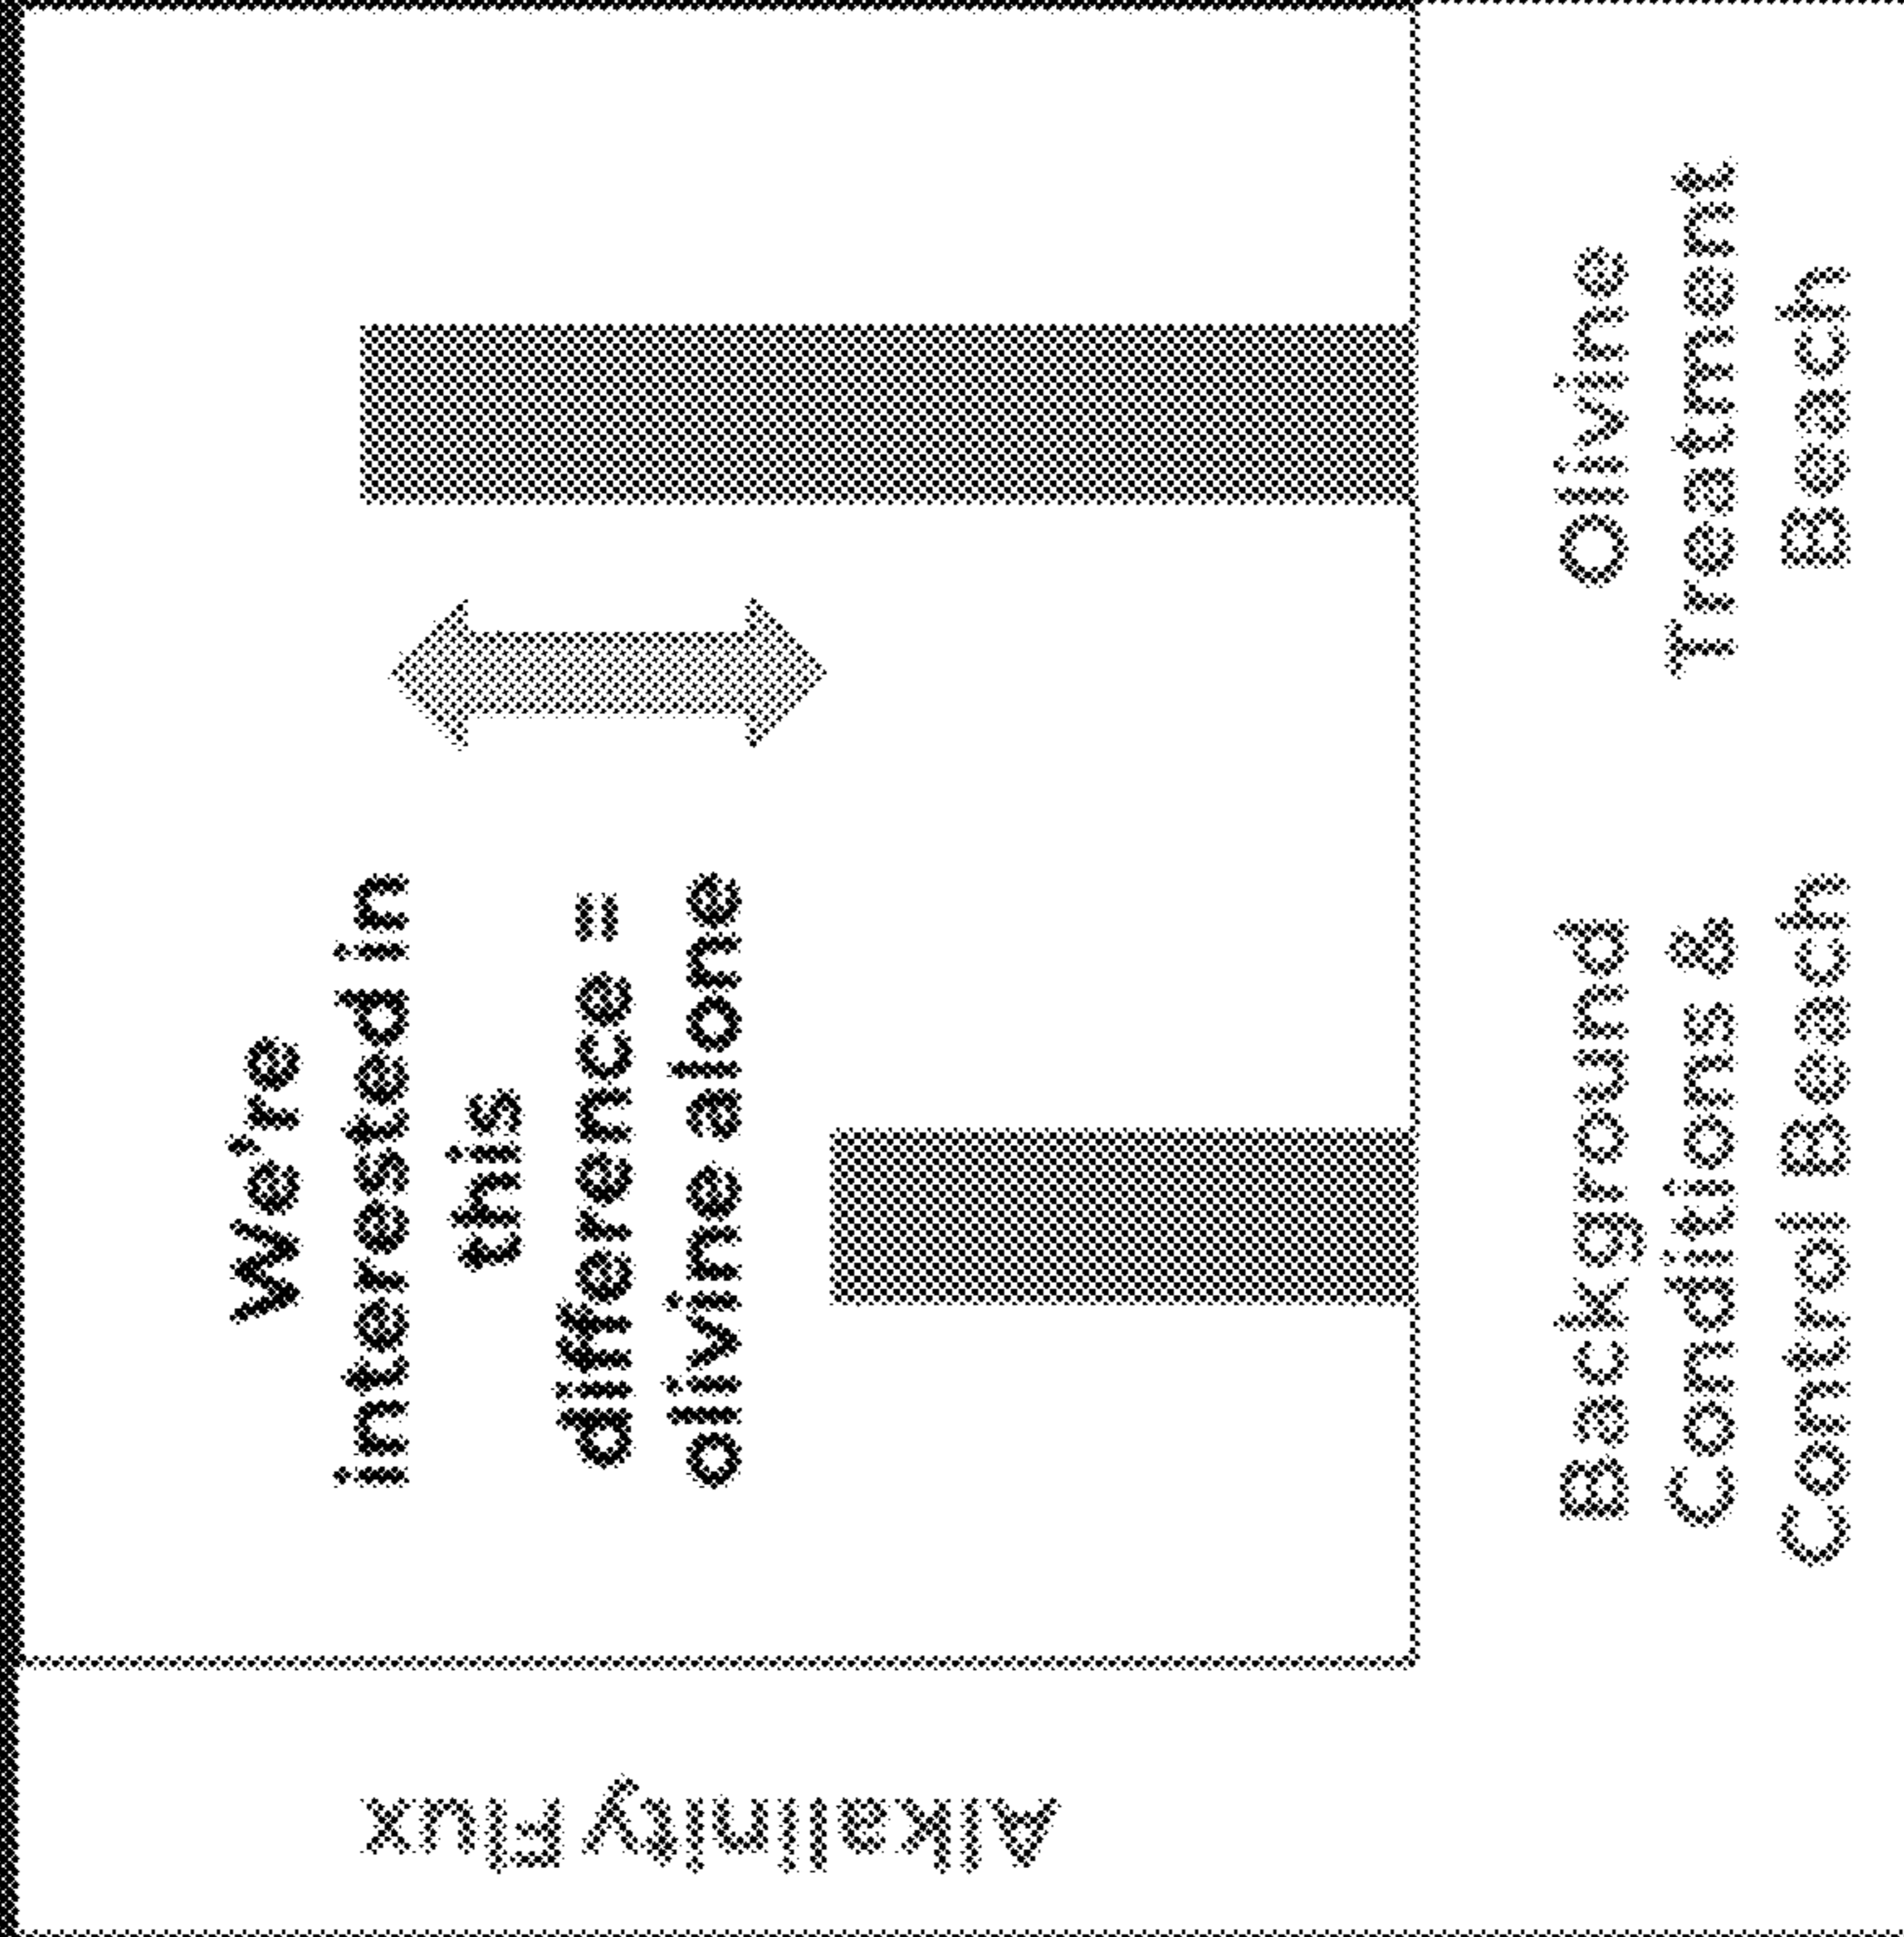 We're
interested in
this
difference =
olivine alone
Alkalinity Flux
Background
Conditions &
Control Beach
Olivine
Treatment
Beach